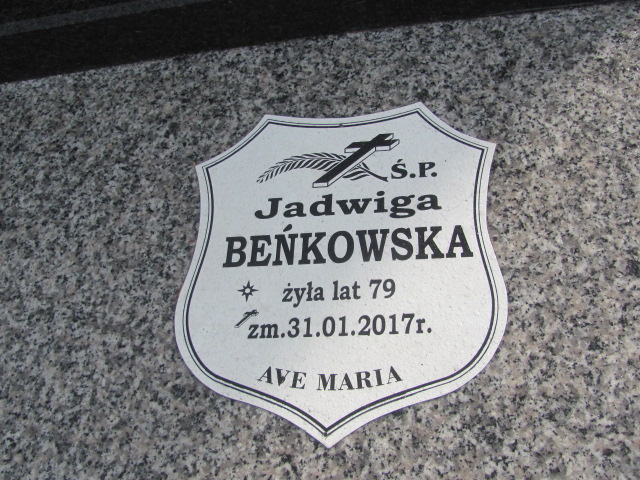 Ś.P.
Jadwiga
BEŃKOWSKA
żyła lat 79
zm.31.01.2017r.
AVE MARIA